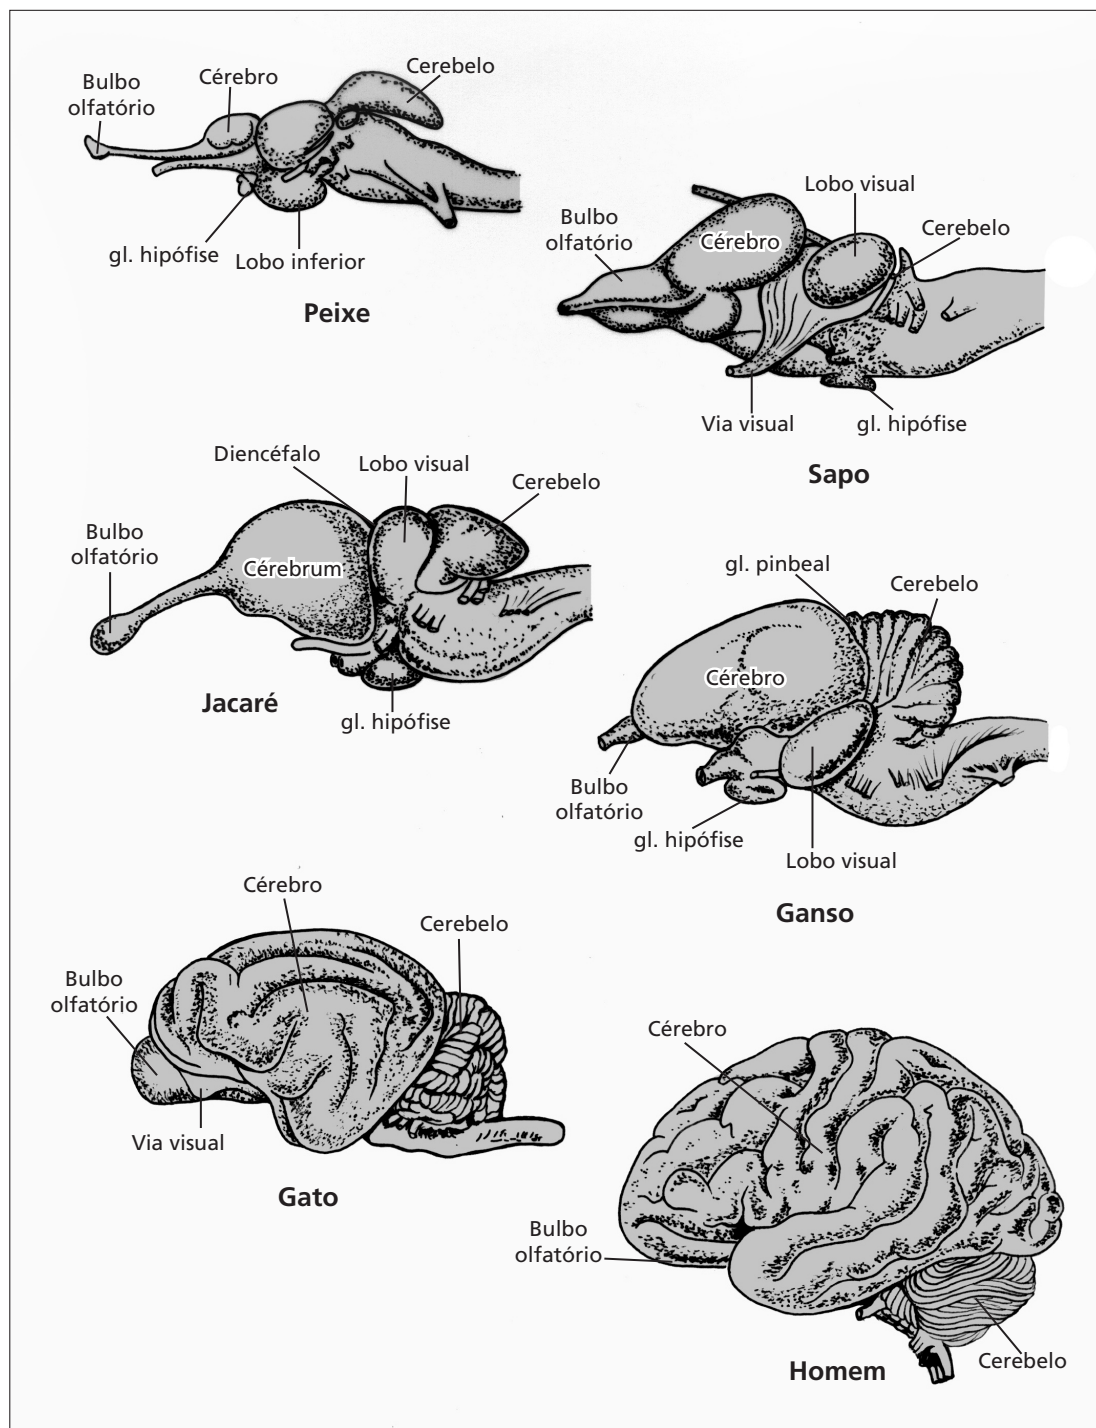 Bulbo
olfatório
Cérebro
Cerebelo
gl. hipófise
Lobo inferior
Peixe
Bulbo
olfatório
Cérebro
Lobo visual
Cerebelo
Via visual
gl. hipófise
Sapo
Diencéfalo
Lobo visual
Cerebelo
Bulbo
olfatório
Cérebrum
gl. hipófise
Jacaré
gl. pinbeal
Cerebelo
Cérebro
Bulbo
olfatório
gl. hipófise
Lobo visual
Ganso
Cérebro
Cerebelo
Bulbo
olfatório
Via visual
Gato
Cérebro
Bulbo
olfatório
Cerebelo
Homem